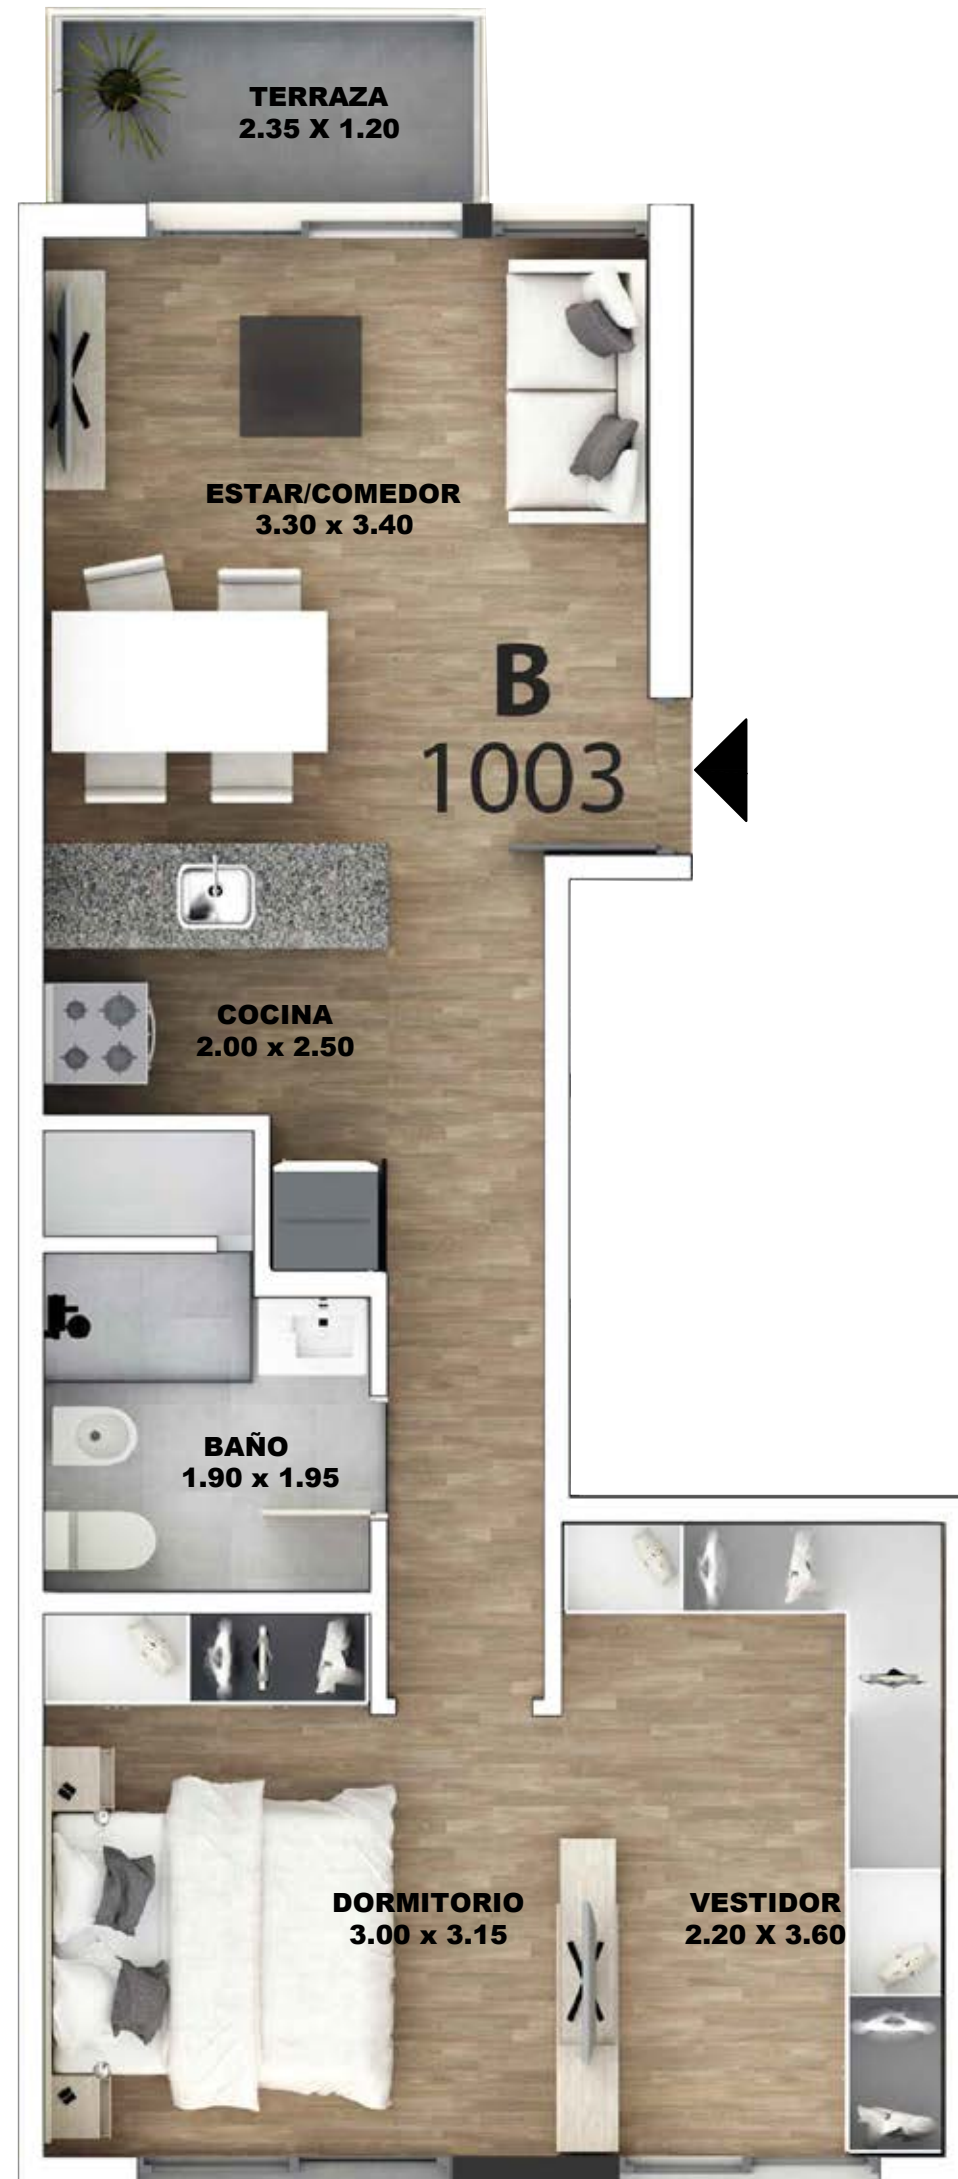 TERRAZA
2.35 X 1.20
ESTAR/COMEDOR
3.30 x 3.40
B
1003
COCINA
2.00 x 2.50
BAÑO
1.90 x 1.95
DORMITORIO
3.00 x 3.15
VESTIDOR
2.20 X 3.60